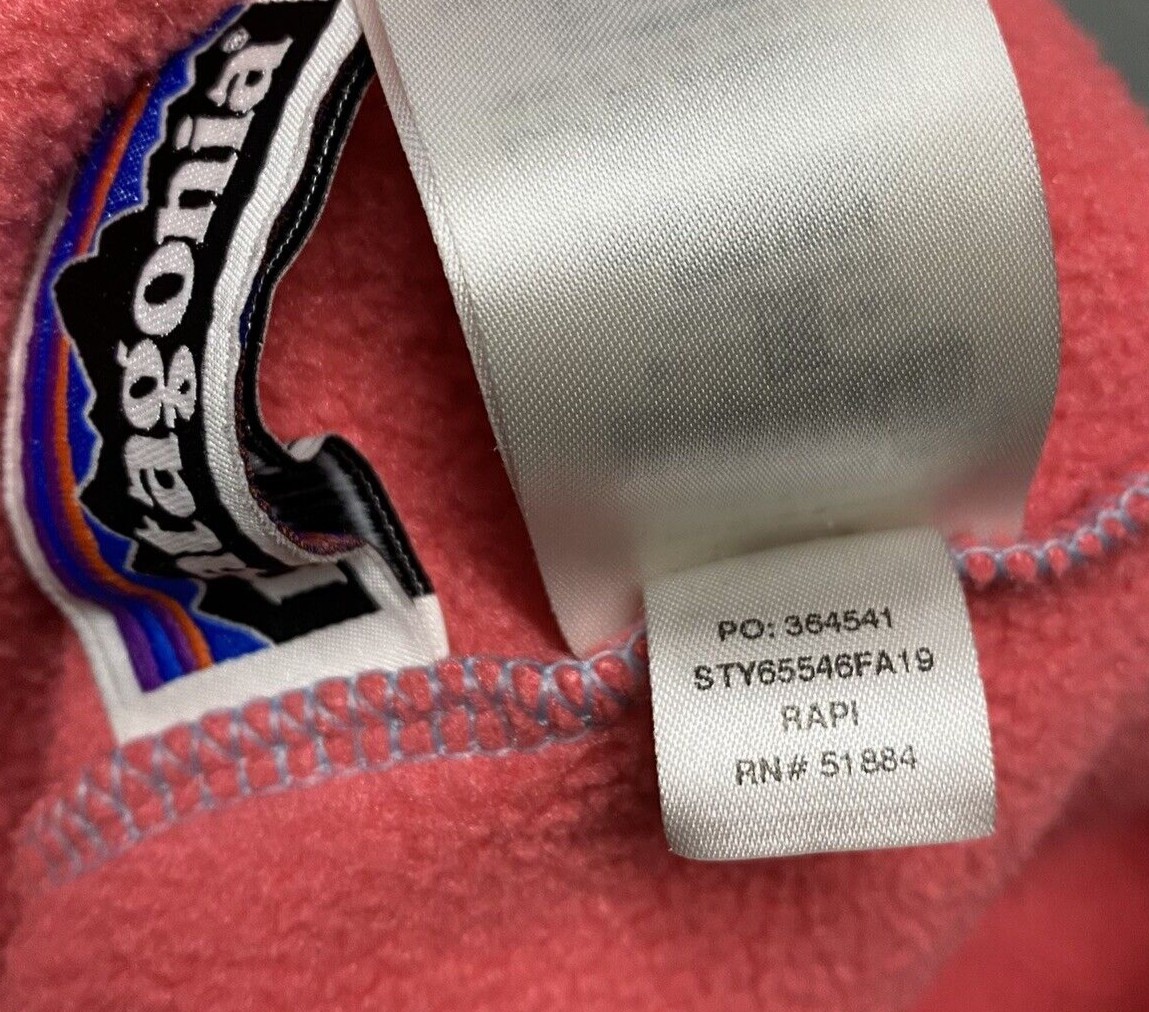 patagonia®
PO: 364541
STY65546FA19
RAPI
RN# 51884